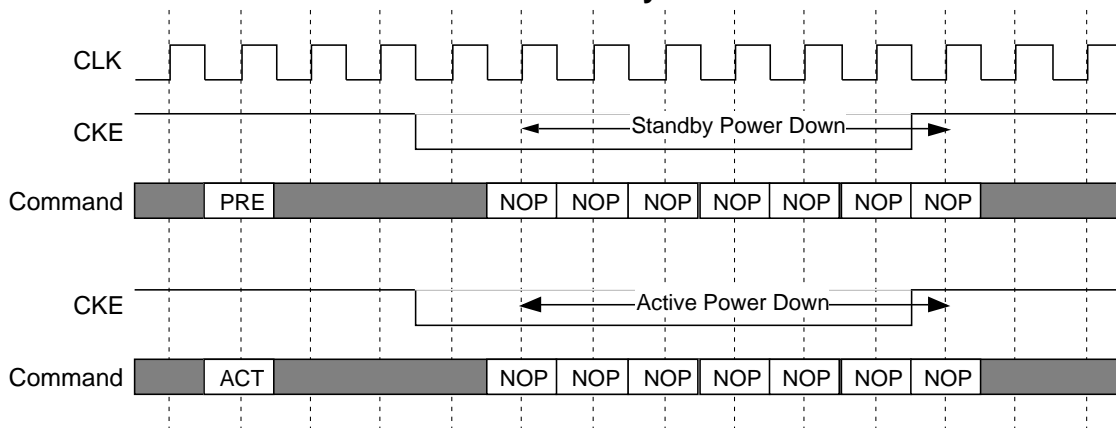 CLK
CKE
Standby Power Down
Command
PRE NOP NOP NOP NOP NOP NOP NOP
CKE
Active Power Down
Command
ACT NOP NOP NOP NOP NOP NOP NOP